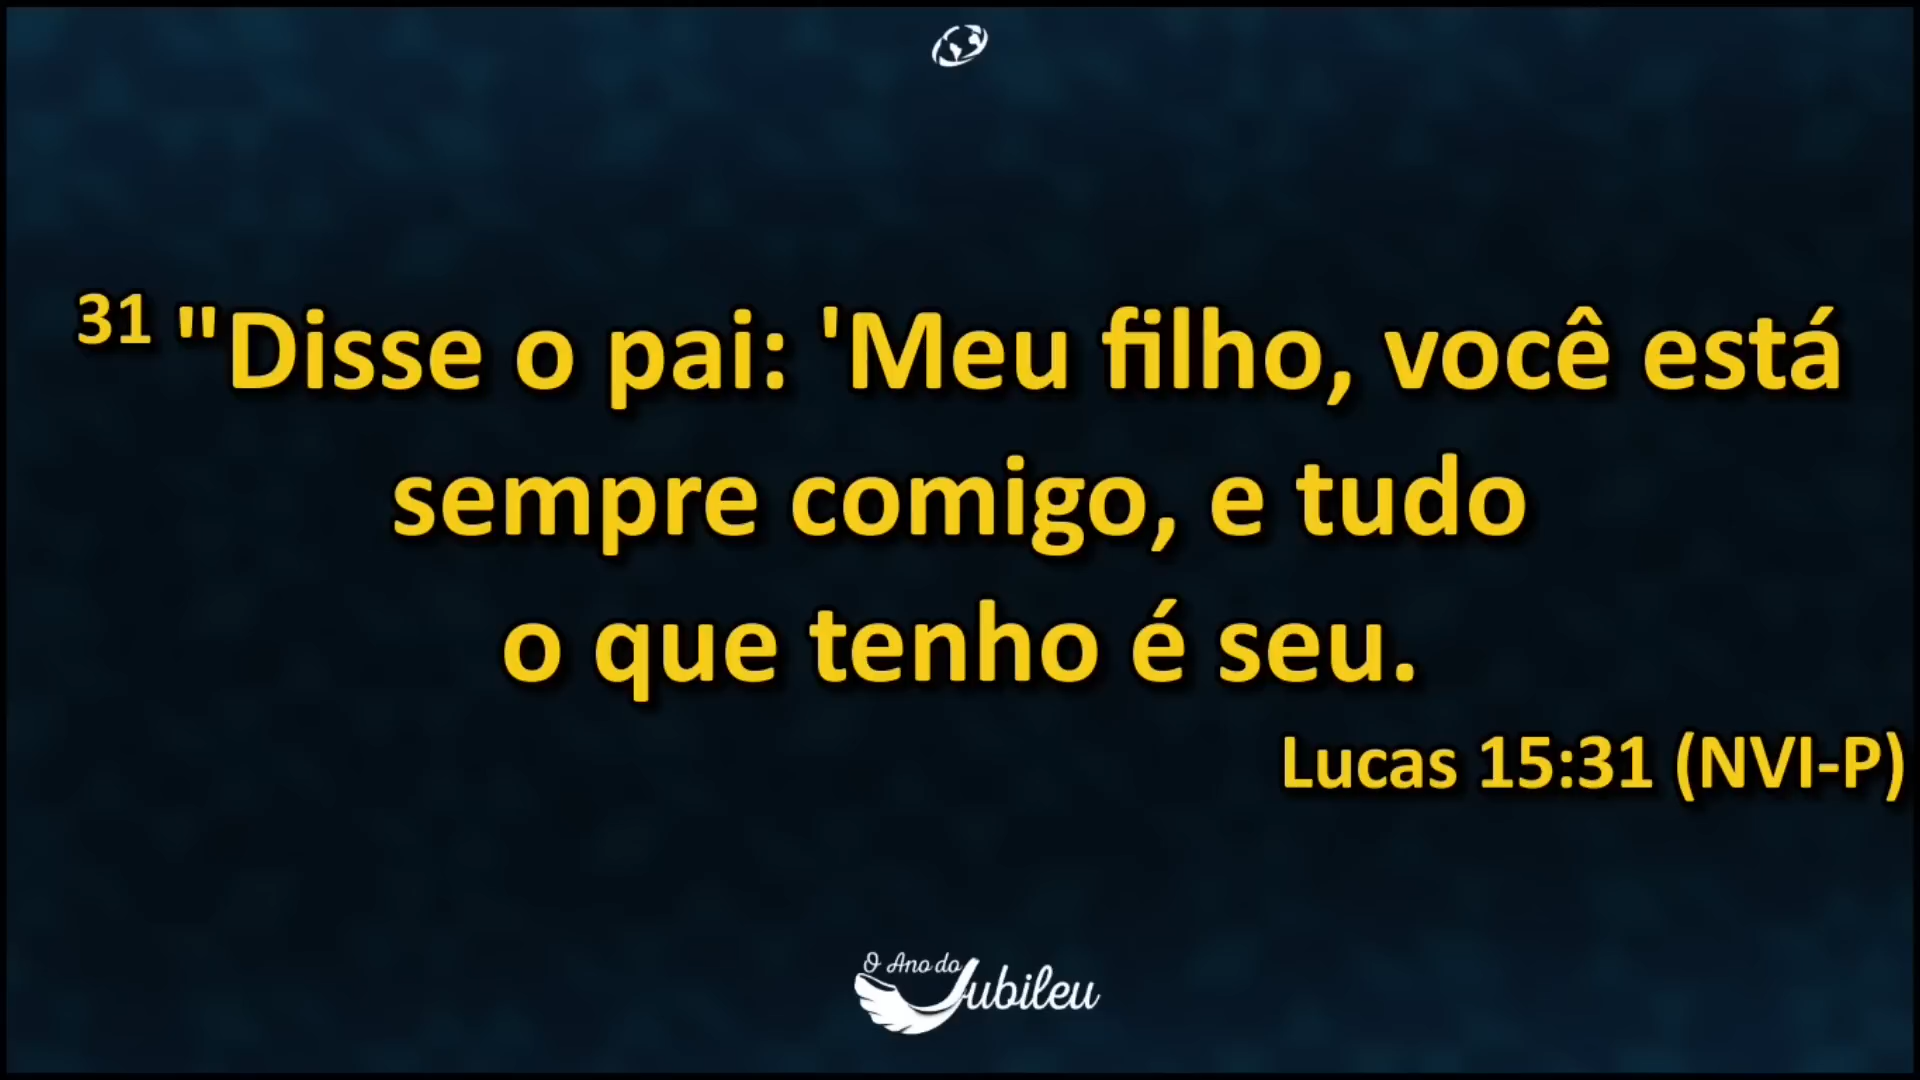 31 "Disse o pai: 'Meu filho, você está
sempre comigo, e tudo
o que tenho é seu.
Lucas 15:31 (NVI-P)
O Ano do
Jubileu